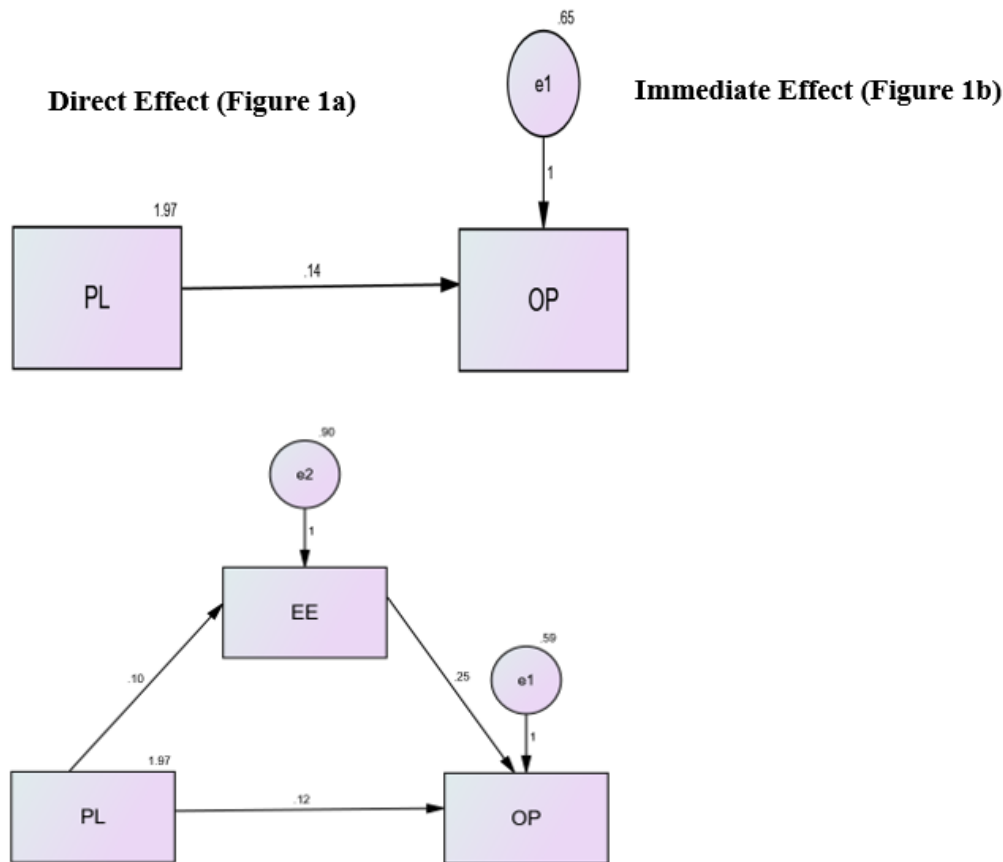 .65
e1
Direct Effect (Figure 1a)
Immediate Effect (Figure 1b)
1
1.97
.14
PL
OP
.90
e2
1
EE
.59
.10
.25
e1
1
1.97
.12
PL
OP